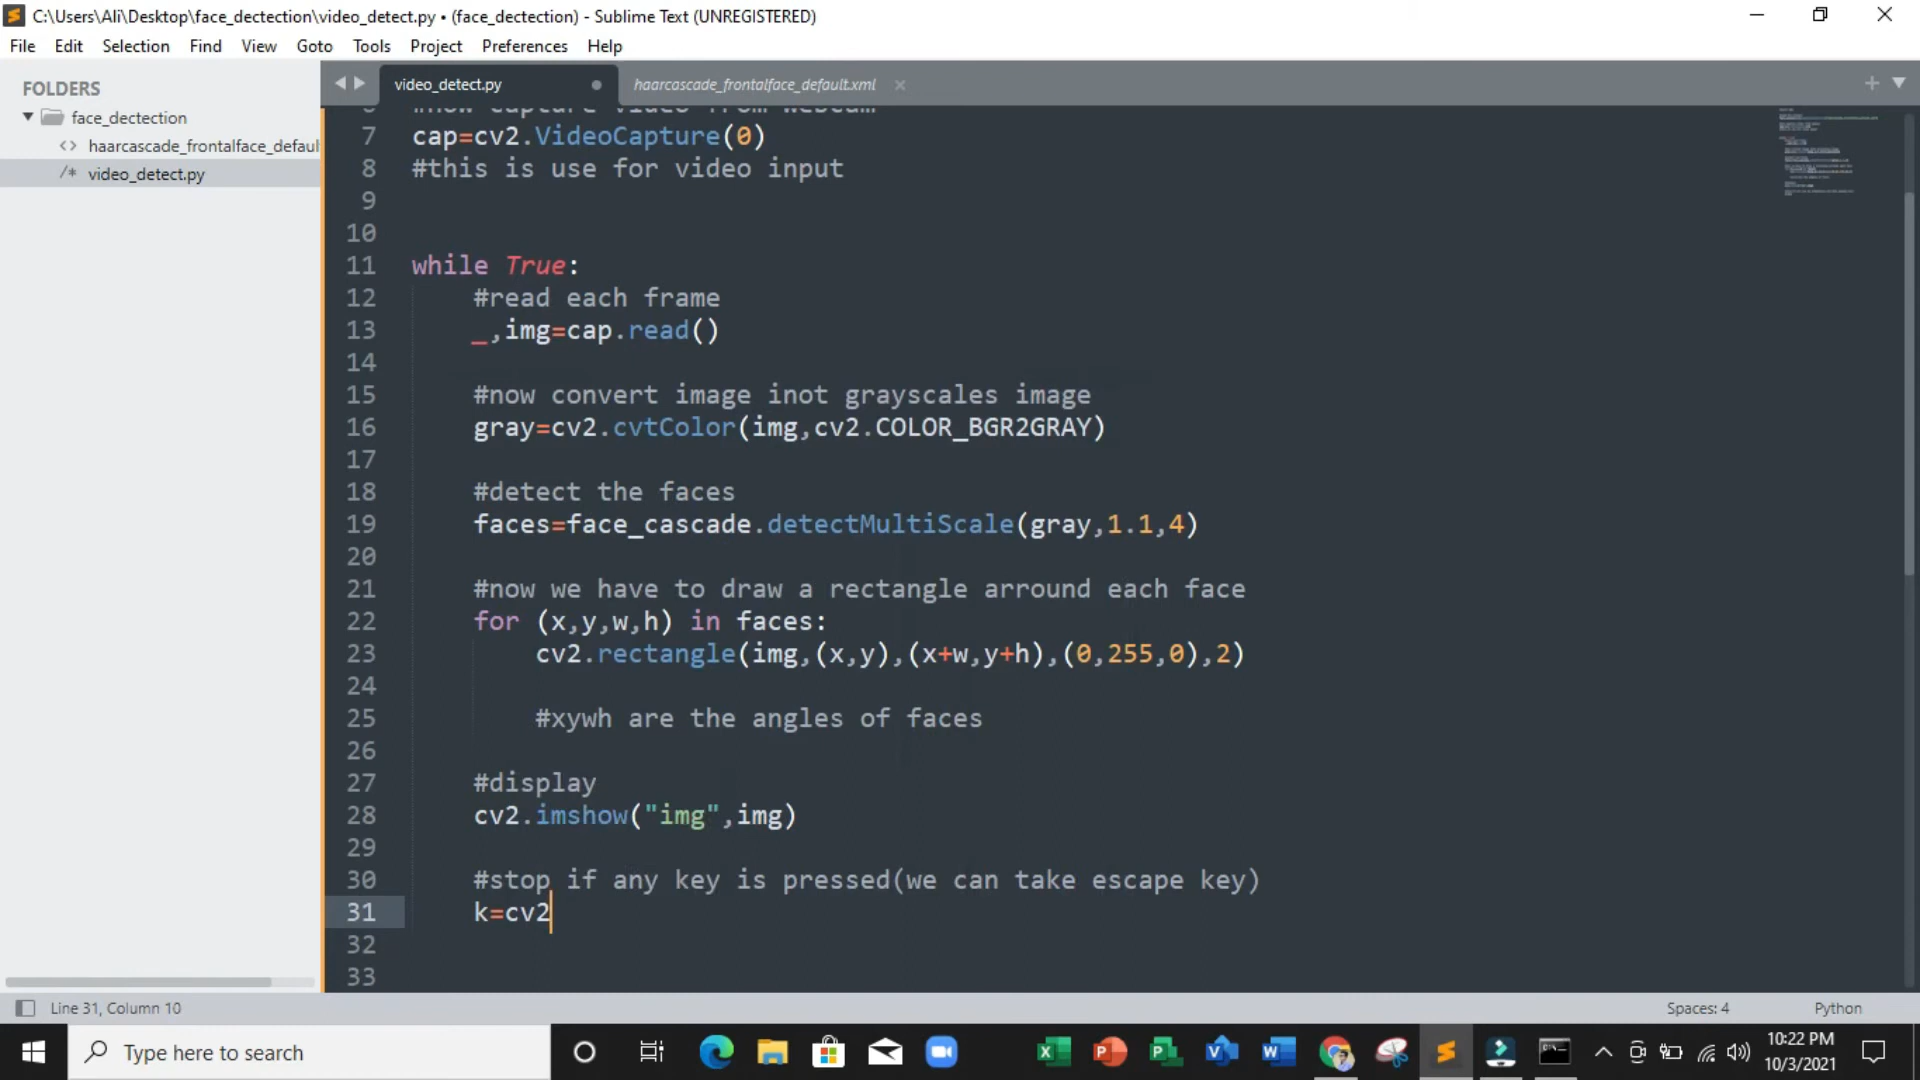 C:\Users\Ali\Desktop\face_dectection\video_detect.py • (face_dectection) - Sublime Text (UNREGISTERED)
File Edit Selection Find View Goto Tools Project Preferences Help
FOLDERS
face_dectection
<> haarcascade_frontalface_defaul
/* video_detect.py
video_detect.py
haarcascade_frontalface_default.xml
#now capture video from webcam
7 cap=cv2.VideoCapture(0)
8 #this is use for video input
9
10
11 while True:
12 #read each frame
13 _,img=cap.read()
14
15 #now convert image inot grayscales image
16 gray=cv2.cvtColor(img,cv2.COLOR_BGR2GRAY)
17
18 #detect the faces
19 faces=face_cascade.detectMultiScale(gray,1.1,4)
20
21 #now we have to draw a rectangle arround each face
22 for (x,y,w,h) in faces:
23 cv2.rectangle(img,(x,y),(x+w,y+h),(0,255,0),2)
24
25 #xywh are the angles of faces
26
27 #display
28 cv2.imshow("img",img)
29
30 #stop if any key is pressed(we can take escape key)
31 k=cv2
32
33
Line 31, Column 10
Spaces: 4
Python
Type here to search
10:22 PM
10/3/2021